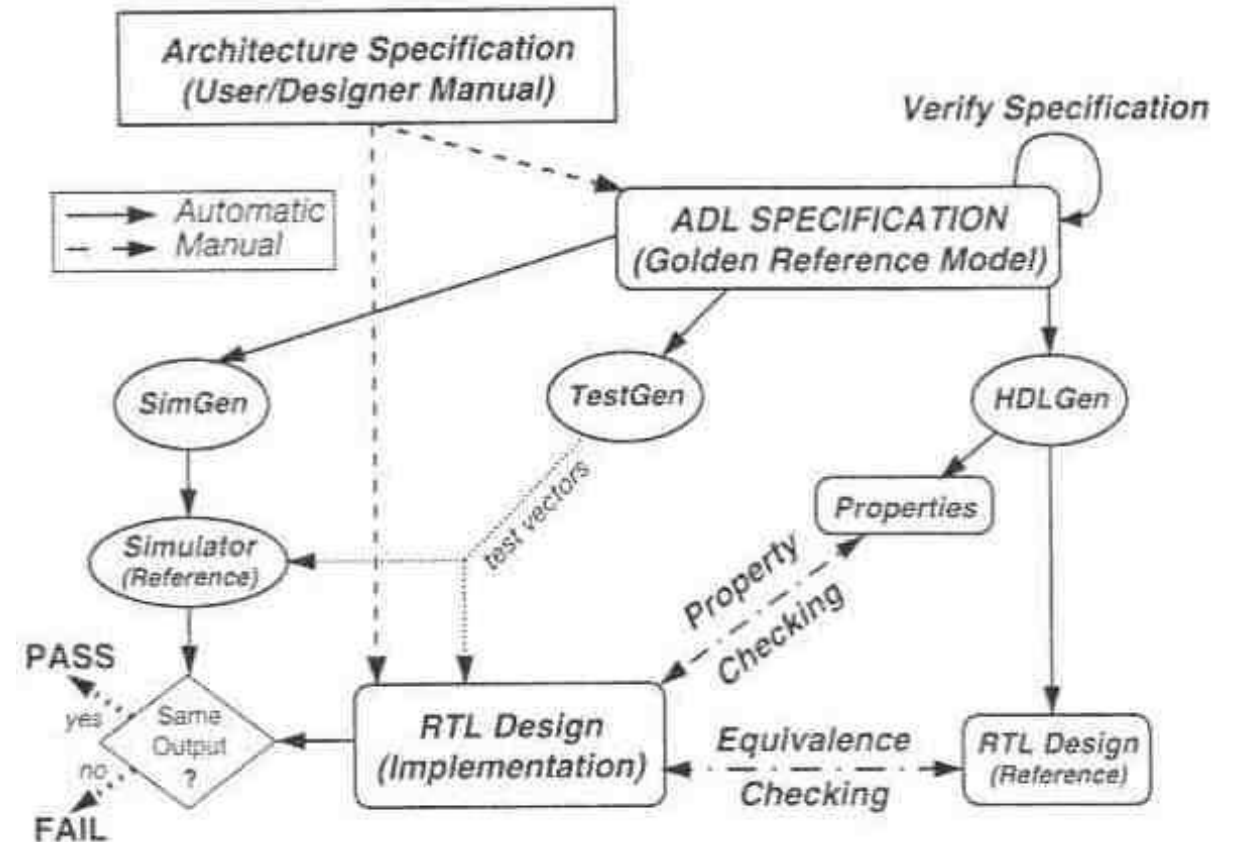 Architecture Specification
(User/Designer Manual)
Verify Specification
Automatic
Manual
ADL SPECIFICATION
(Golden Reference Model)
SimGen
TestGen
HDLGen
test vectors
Properties
Simulator
(Reference)
Property
Checking
PASS
yes
Same
Output
?
no
FAIL
RTL Design
(Implementation)
Equivalence
Checking
RTL Design
(Reference)